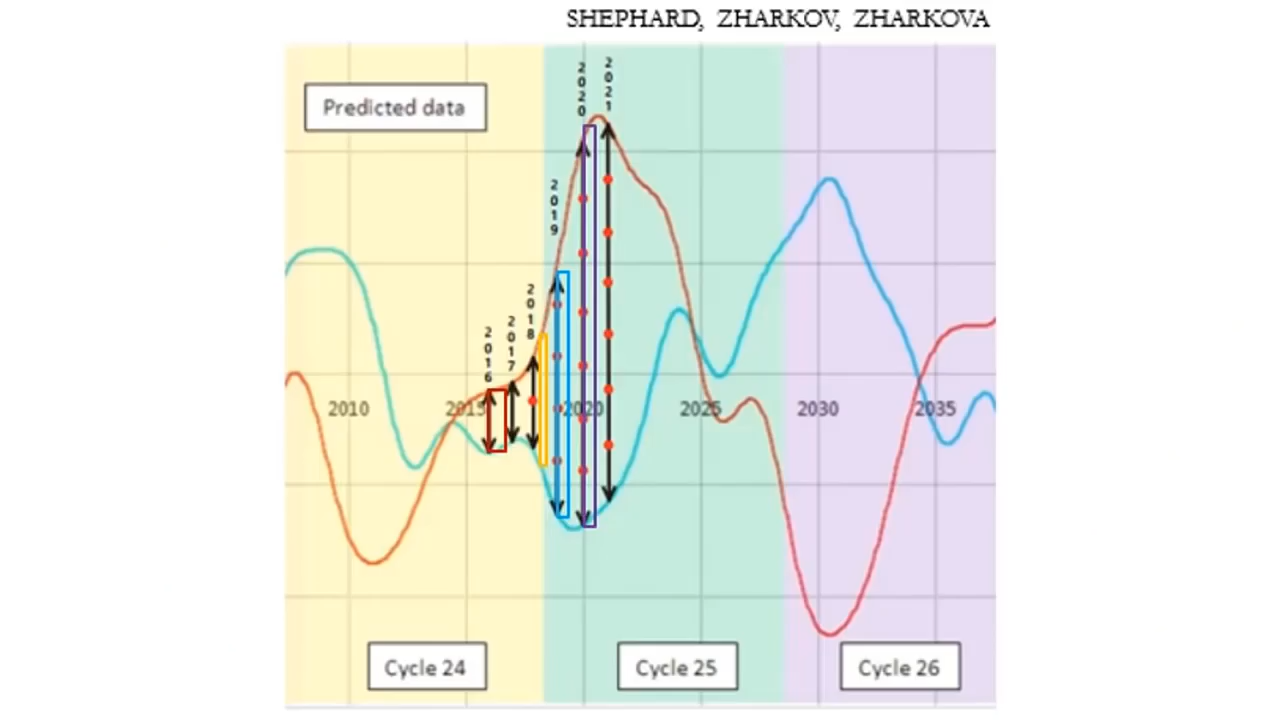 SHEPHARD, ZHARKOV, ZHARKOVA
Predicted data
2016
2017
2018
2019
2020
2021
2010
2015
2020
2025
2030
2035
Cycle 24
Cycle 25
Cycle 26